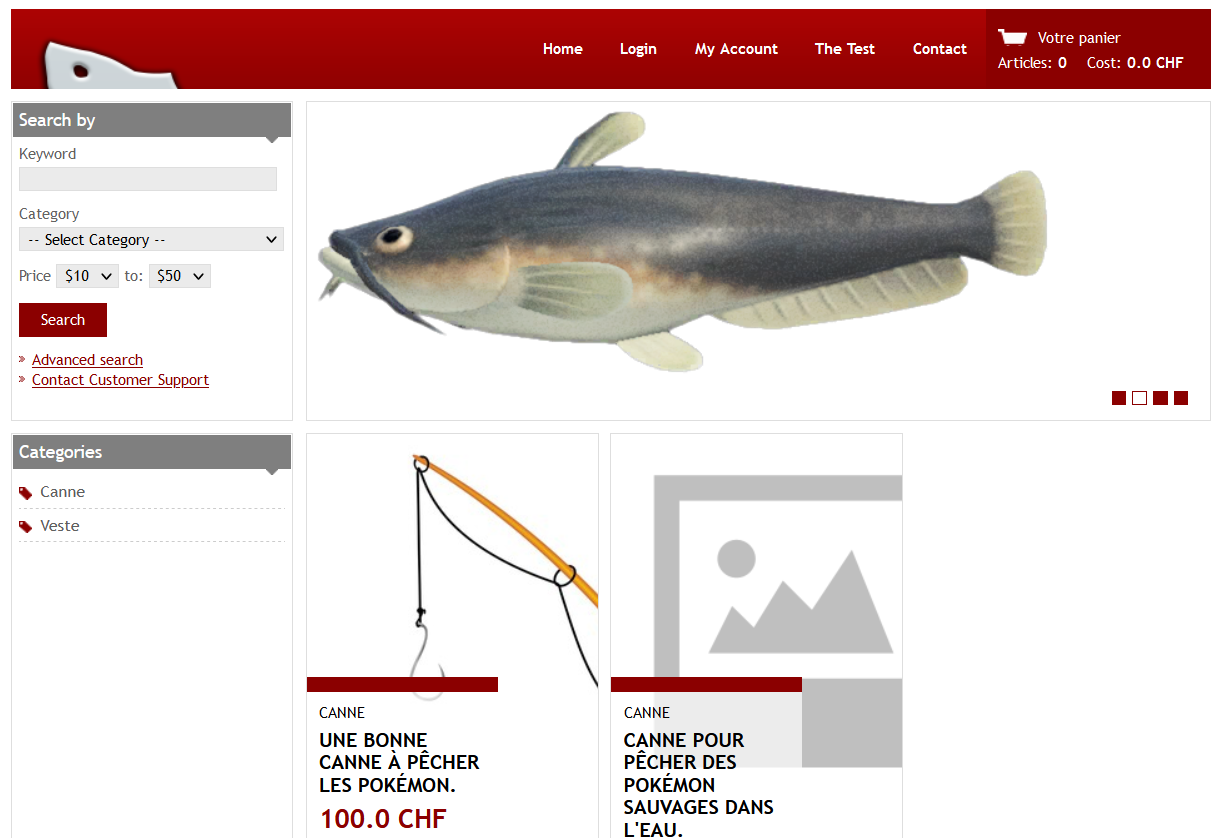 Home Login My Account The Test Contact
Votre panier
Articles: 0 Cost: 0.0 CHF
Search by
Keyword
Category
-- Select Category --
Price $10 to: $50
Search
Advanced search
Contact Customer Support
Categories
Canne
Veste
CANNE
UNE BONNE
CANNE À PÊCHER
LES POKÉMON.
100.0 CHF
CANNE
CANNE POUR
PÊCHER DES
POKÉMON
SAUVAGES DANS
L'EAU.